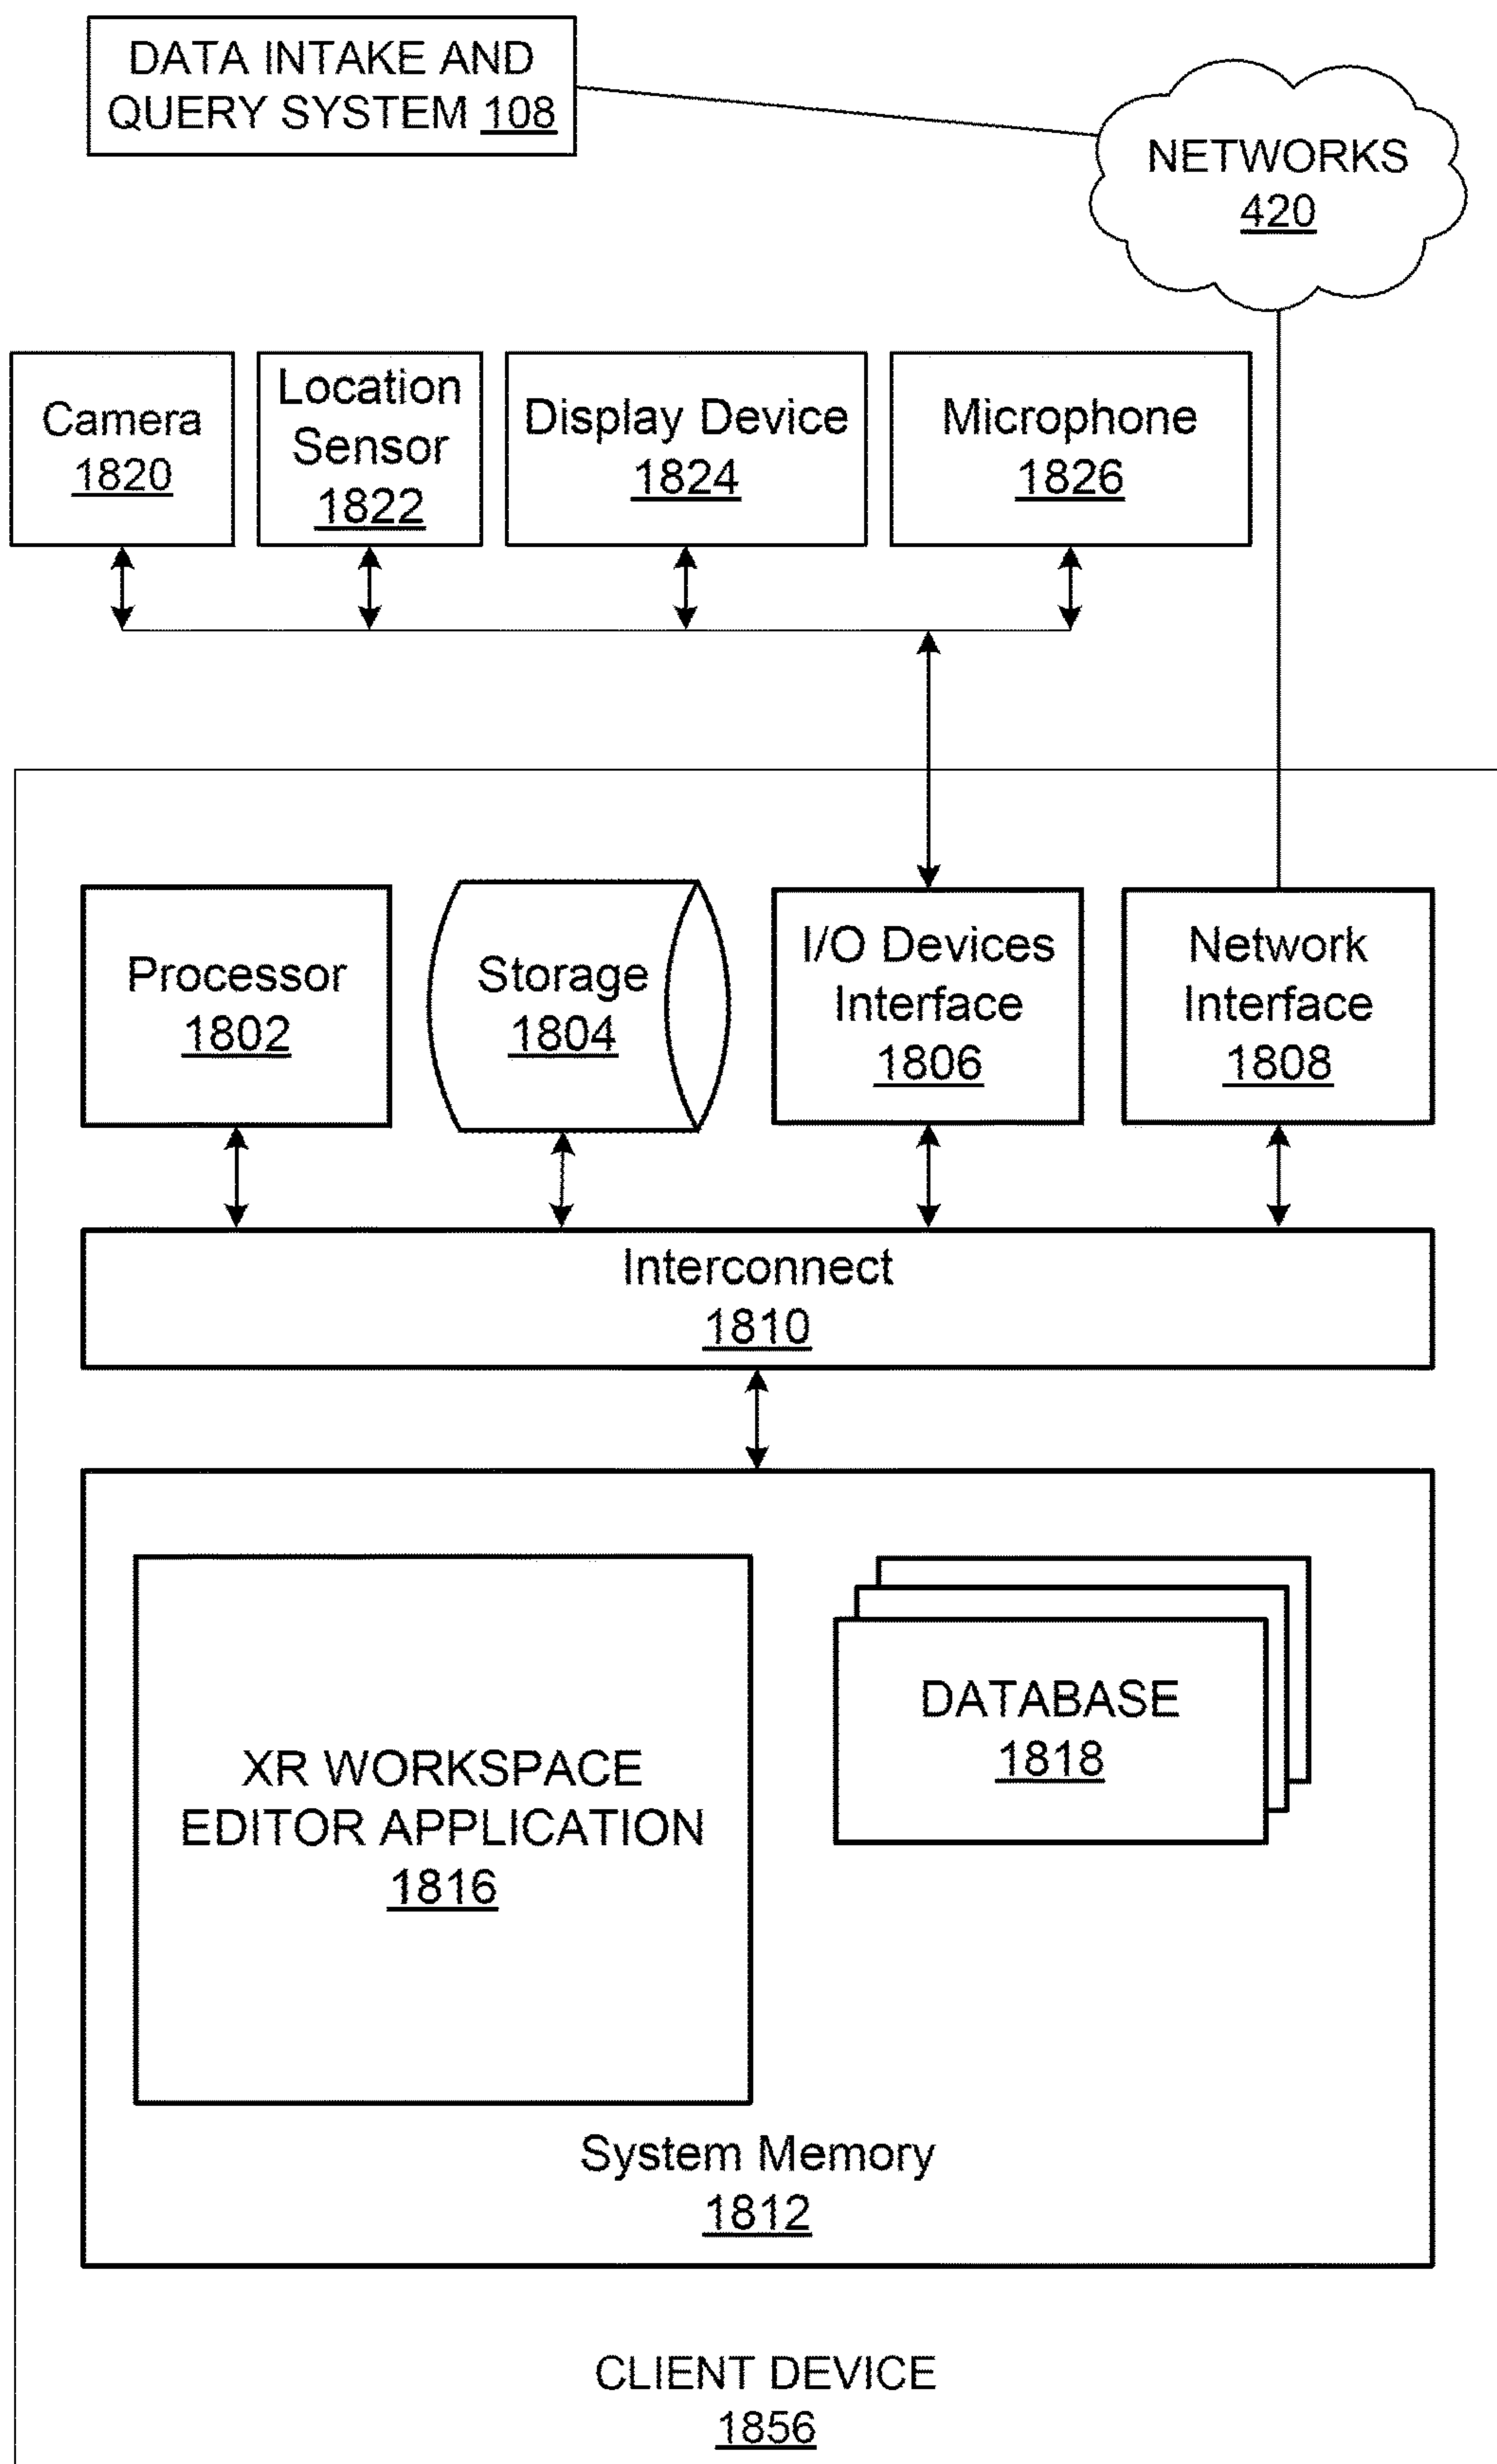 DATA INTAKE AND
QUERY SYSTEM 108
NETWORKS
420
Camera
1820
Location
Sensor
1822
Display Device
1824
Microphone
1826
Processor
1802
Storage
1804
I/O Devices
Interface
1806
Network
Interface
1808
Interconnect
1810
XR WORKSPACE
EDITOR APPLICATION
1816
DATABASE
1818
System Memory
1812
CLIENT DEVICE
1856